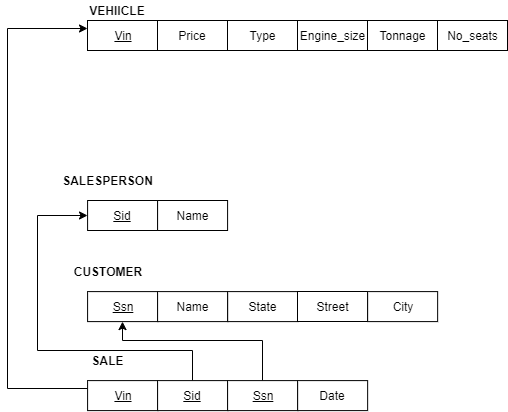 VEHIICLE
Vin Price Type Engine_size Tonnage No_seats
SALESPERSON
Sid Name
CUSTOMER
Ssn Name State Street City
SALE
Vin Sid Ssn Date